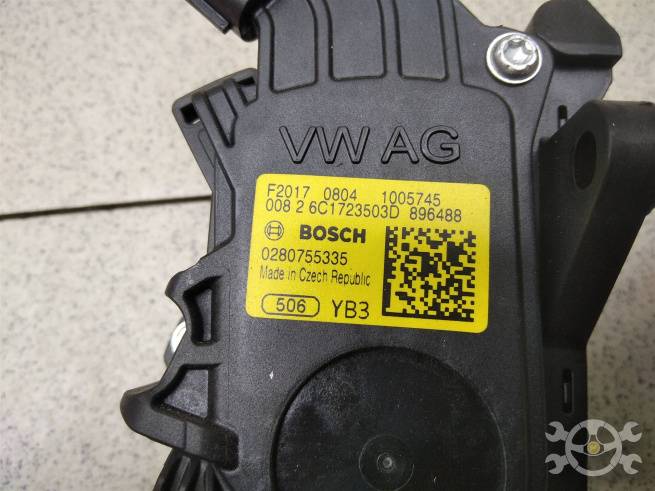 VW AG
F2017 0804 1005745
008 2 6C1723503D 896488
BOSCH
0280755335
Made in Czech Republic
506 YB3